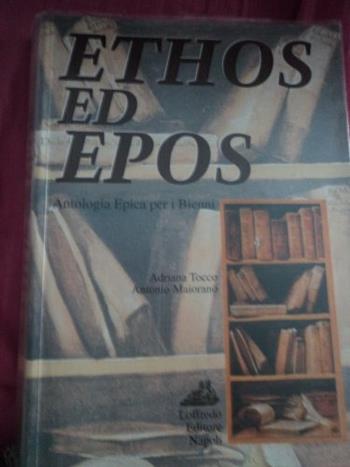 ETHOS
ED
EPOS
Antologia Epica per i Bienni
Adriana Tocco
Antonio Maiorano
Loffredo
Editore
Napoli